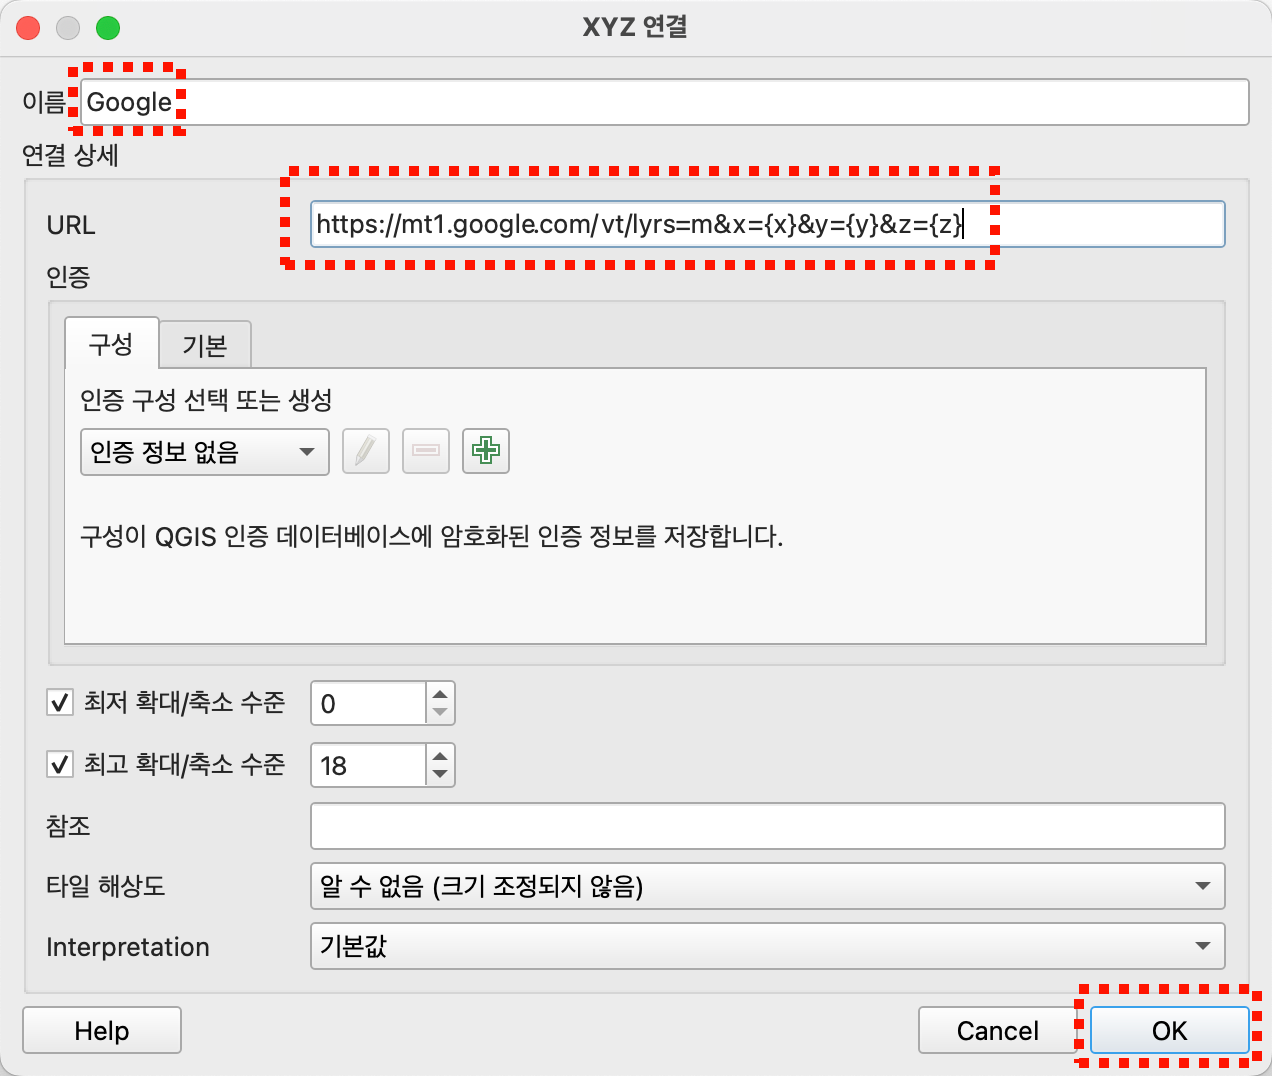 XYZ 연결
이름 Google
연결 상세
URL https://mt1.google.com/vt/lyrs=m&x={x}&y={y}&z={z}
인증
구성 기본
인증 구성 선택 또는 생성
인증 정보 없음
구성이 QGIS 인증 데이터베이스에 암호화된 인증 정보를 저장합니다.
최저 확대/축소 수준 0
최고 확대/축소 수준 18
참조
타일 해상도 알 수 없음 (크기 조정되지 않음)
Interpretation 기본값
Help Cancel OK